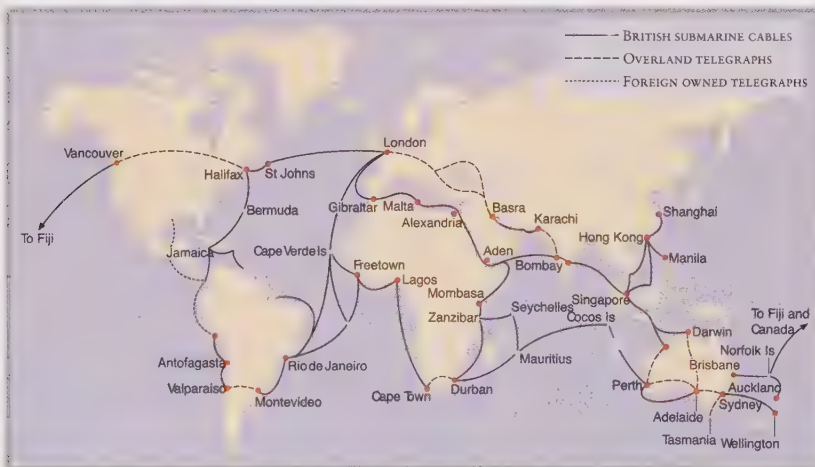 BRITISH SUBMARINE CABLES
OVERLAND TELEGRAPHS
FOREIGN OWNED TELEGRAPHS
Vancouver
London
Halifax
St Johns
Bermuda
Gibraltar
Malta
Alexandria
Basra
Karachi
Shanghai
To Fiji
Jamaica
Cape Verde Is
Aden
Bombay
Hong Kong
Manila
Freetown
Lagos
Mombasa
Singapore
Zanzibar
Seychelles
Cocos Is
To Fiji and
Canada
Darwin
Norfolk Is
Antofagasta
Rio de Janeiro
Mauritius
Brisbane
Valparaiso
Montevideo
Cape Town
Durban
Perth
Auckland
Adelaide
Sydney
Tasmania
Wellington